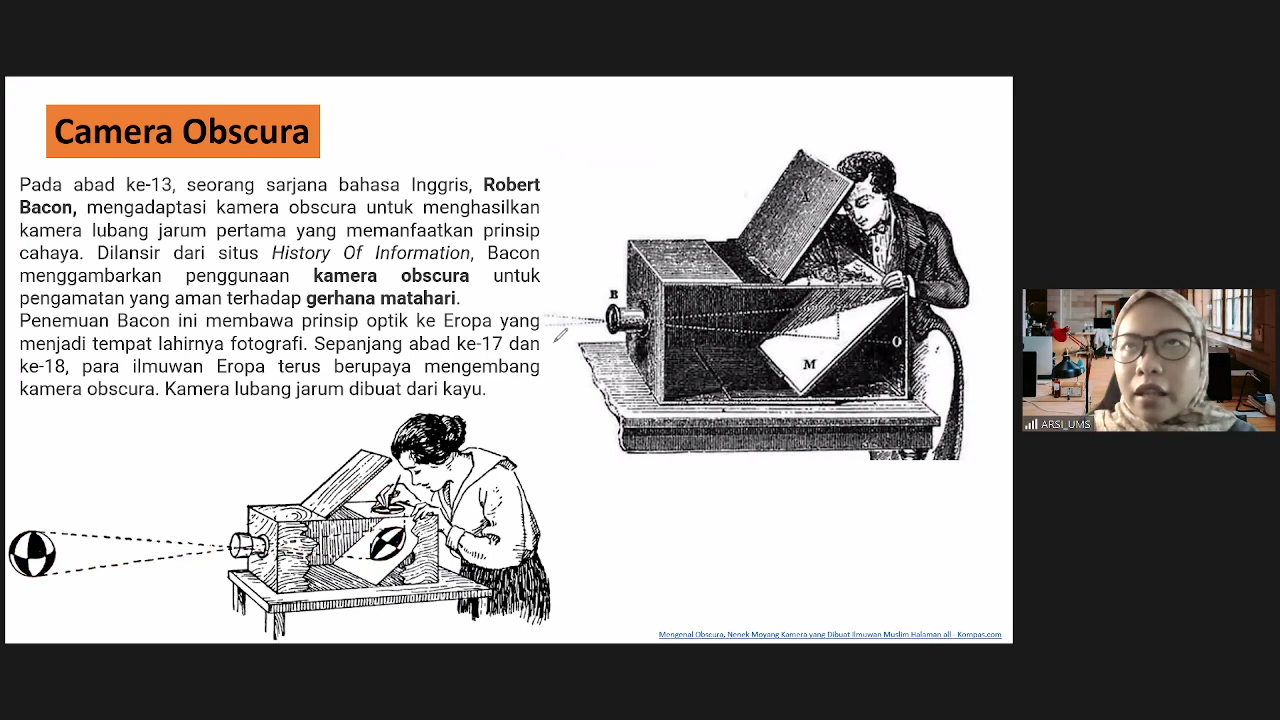 Camera Obscura
Pada abad ke-13, seorang sarjana bahasa Inggris, Robert
Bacon, mengadaptasi kamera obscura untuk menghasilkan
kamera lubang jarum pertama yang memanfaatkan prinsip
cahaya. Dilansir dari situs History Of Information, Bacon
menggambarkan penggunaan kamera obscura untuk
pengamatan yang aman terhadap gerhana matahari.
Penemuan Bacon ini membawa prinsip optik ke Eropa yang
menjadi tempat lahirnya fotografi. Sepanjang abad ke-17 dan
ke-18, para ilmuwan Eropa terus berupaya mengembang
kamera obscura. Kamera lubang jarum dibuat dari kayu.
A
B
O
M
ARSI_UMS
Mengenal Obscura, Nenek Moyang Kamera yang Dibuat Ilmuwan Muslim Halaman all - Kompas.com